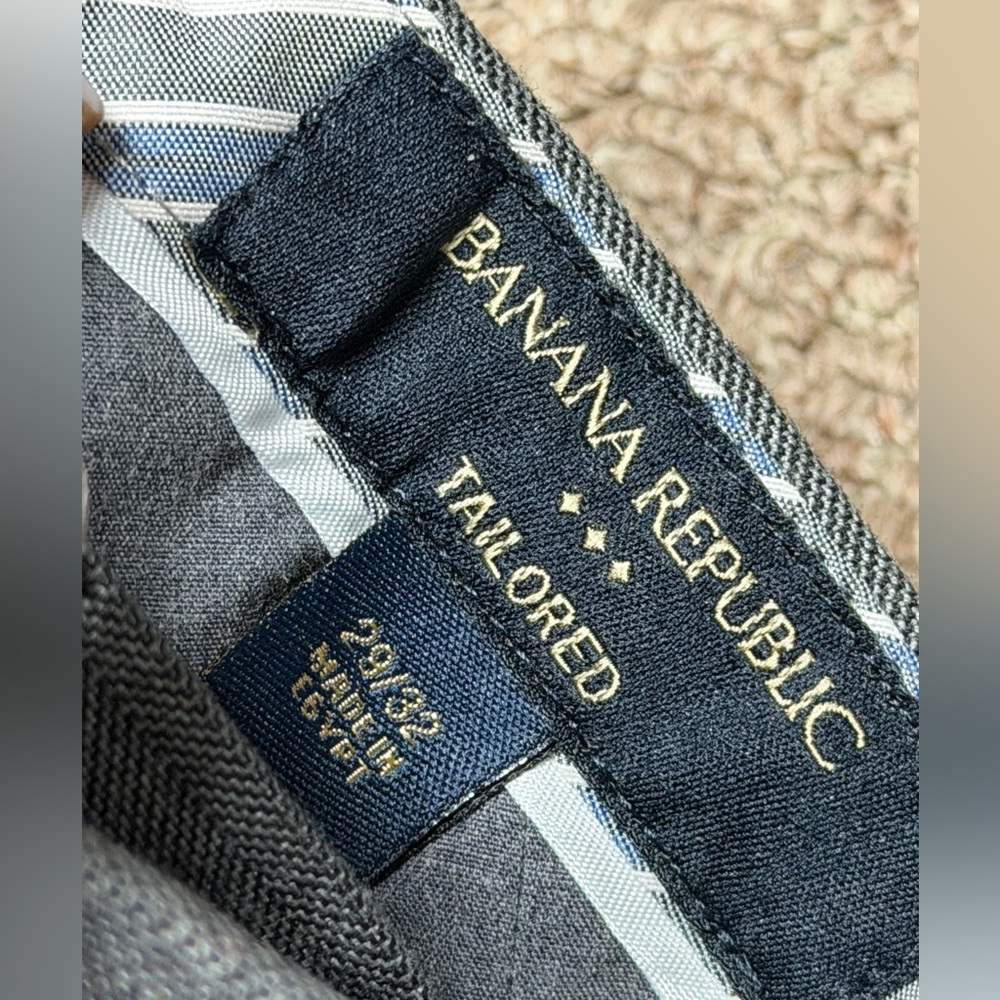 BANANA REPUBLIC
TAILORED
29/32
MADE IN
EGYPT